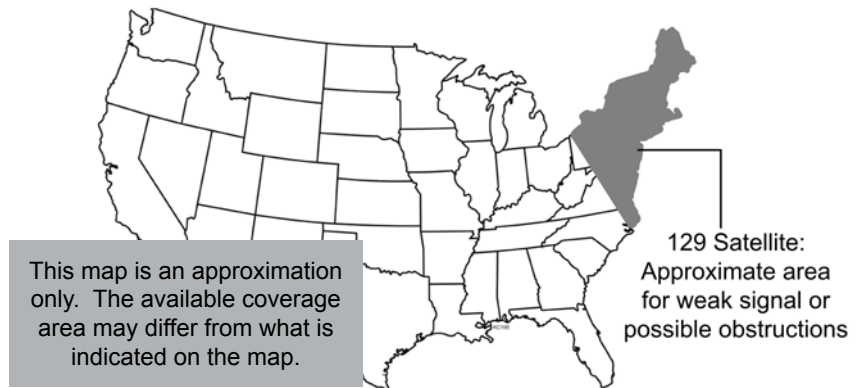 This map is an approximation
only.  The available coverage
area may differ from what is
indicated on the map.
129 Satellite:
Approximate area
for weak signal or
possible obstructions
KC195